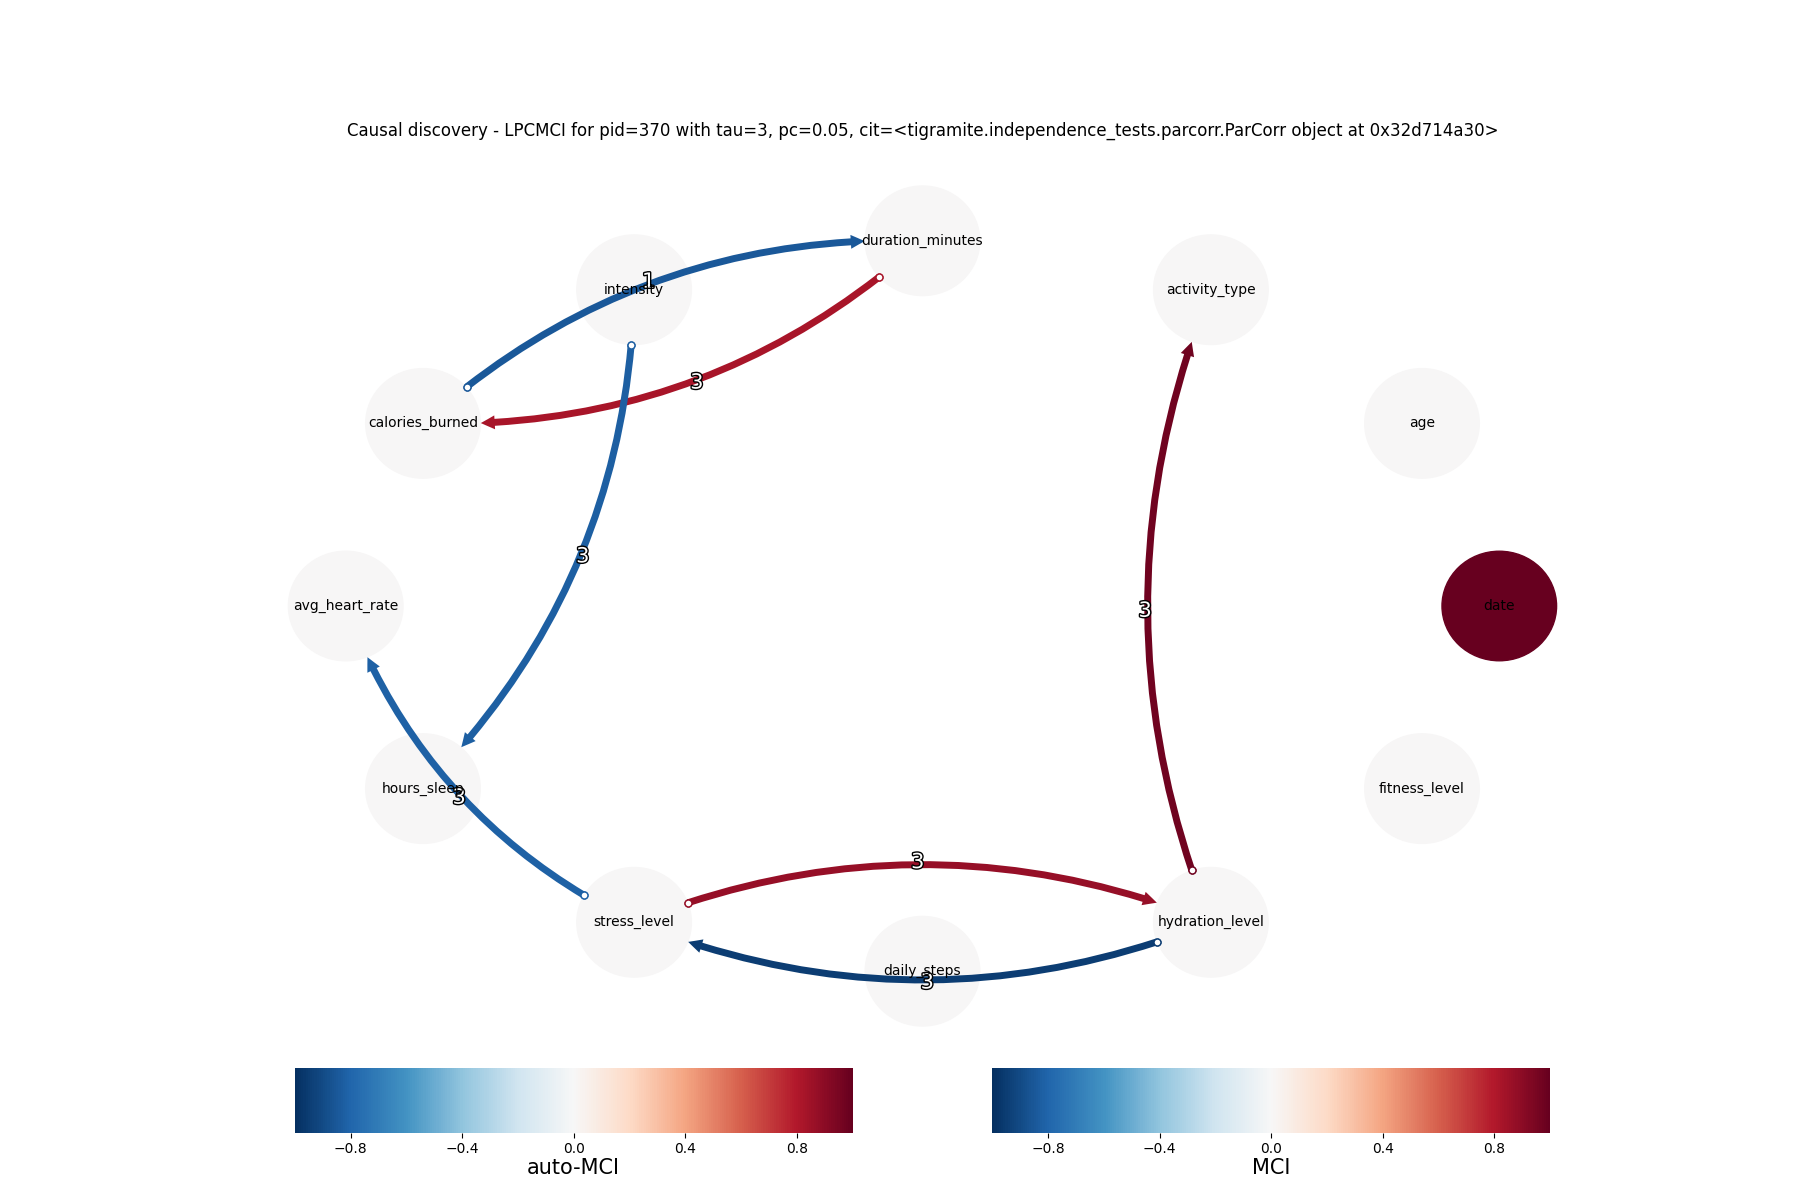 Causal discovery - LPCMCI for pid=370 with tau=3, pc=0.05, cit=<tigramite.independence_tests.parcorr.ParCorr object at 0x32d714a30>
duration_minutes
1
intensity
activity_type
3
calories_burned
age
3
avg_heart_rate
3
date
hours_sleep
3
fitness_level
3
stress_level
hydration_level
daily_steps
3
−0.8 −0.4 0.0 0.4 0.8
auto-MCI
−0.8 −0.4 0.0 0.4 0.8
MCI